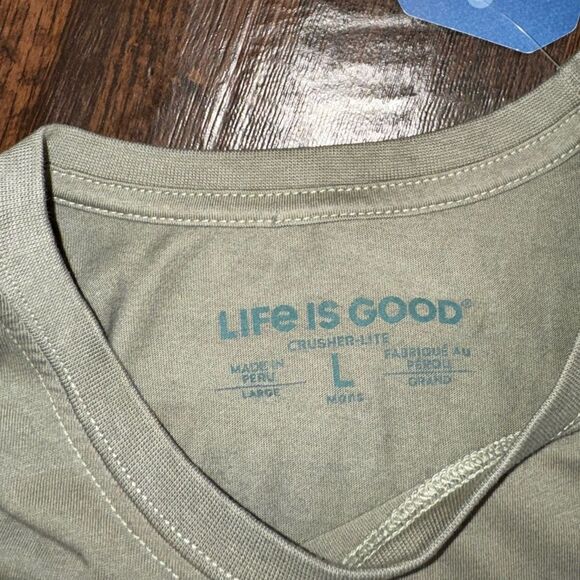 LIFe IS GOOD®
CRUSHER-LITE
MADE IN PERU
LARGE
L
Mens
FABRIQUÉ AU PÉROU
GRAND